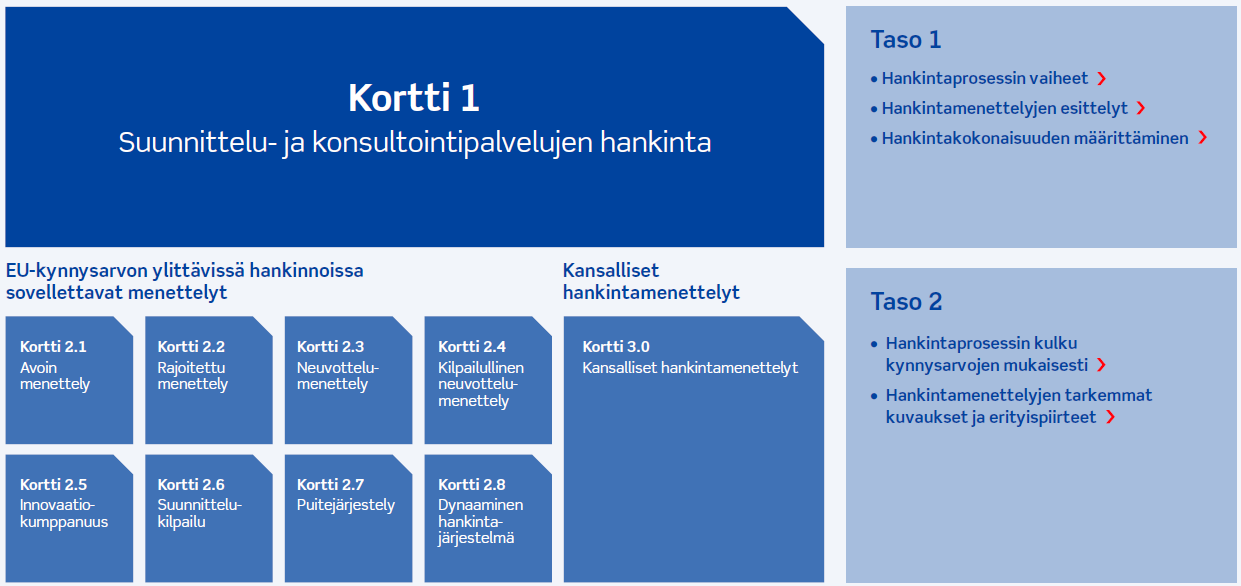 Kortti 1
Suunnittelu- ja konsultointipalvelujen hankinta
Taso 1
• Hankintaprosessin vaiheet ❯
• Hankintamenettelyjen esittelyt ❯
• Hankintakokonaisuuden määrittäminen ❯
EU-kynnysarvon ylittävissä hankinnoissa
sovellettavat menettelyt
Kortti 2.1
Avoin
menettely
Kortti 2.2
Rajoitettu
menettely
Kortti 2.3
Neuvottelu-
menettely
Kortti 2.4
Kilpailullinen
neuvottelu-
menettely
Kortti 2.5
Innovaatio-
kumppanuus
Kortti 2.6
Suunnittelu-
kilpailu
Kortti 2.7
Puitejärjestely
Kortti 2.8
Dynaaminen
hankinta-
järjestelmä
Kansalliset
hankintamenettelyt
Kortti 3.0
Kansalliset hankintamenettelyt
Taso 2
• Hankintaprosessin kulku
kynnysarvojen mukaisesti ❯
• Hankintamenettelyjen tarkemmat
kuvaukset ja erityispiirteet ❯